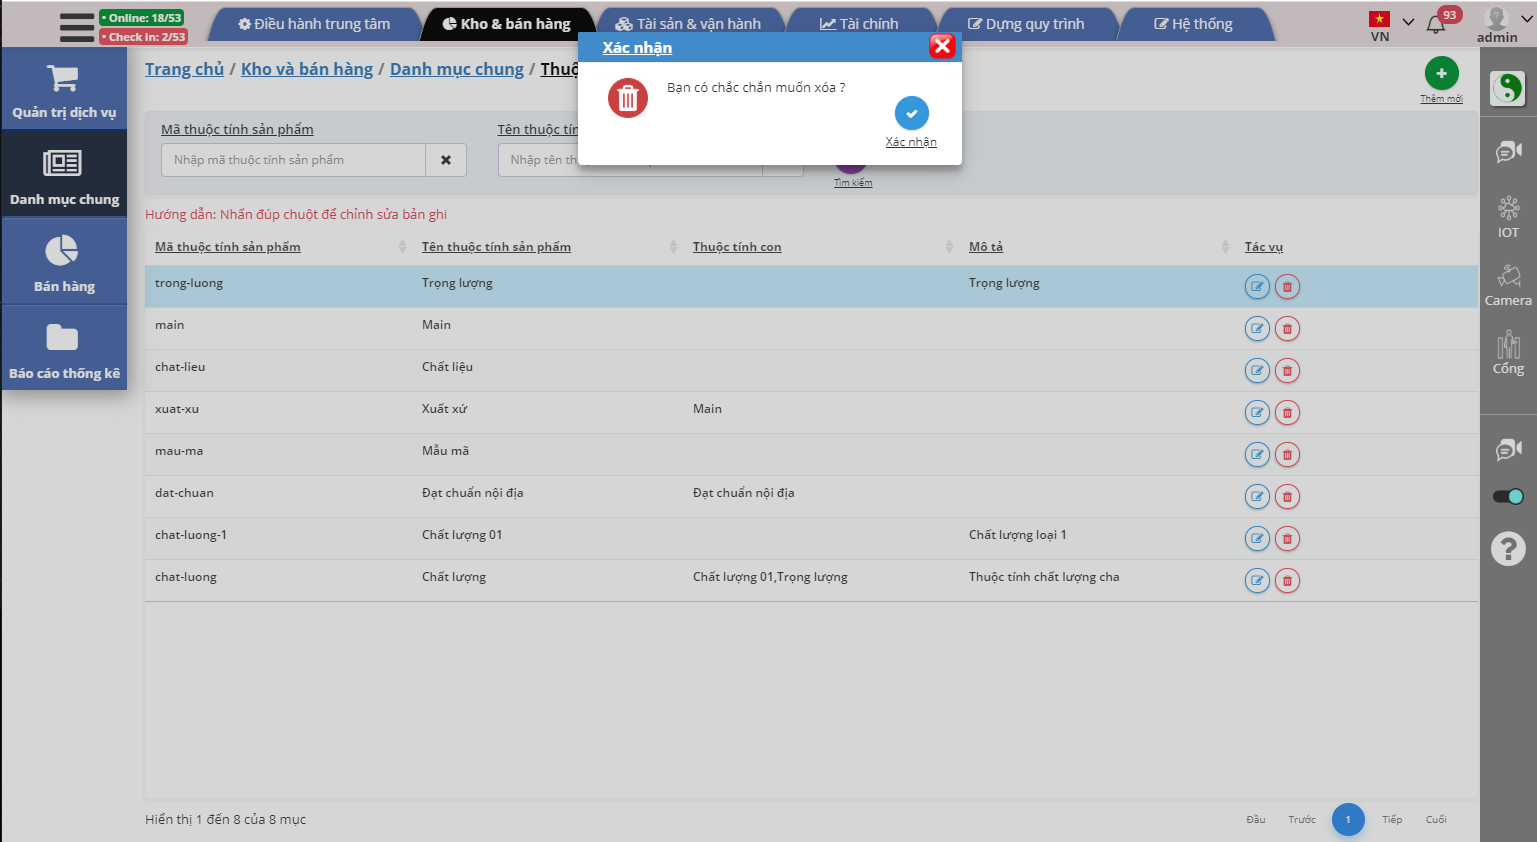 • Online: 18/53
• Check in: 2/53
Điều hành trung tâm
Kho & bán hàng
Tài sản & vận hành
Tài chính
Dựng quy trình
Hệ thống
VN
93
admin
Quản trị dịch vụ
Danh mục chung
Bán hàng
Báo cáo thống kê
Trang chủ / Kho và bán hàng / Danh mục chung / Thuộ
Thêm mới
Xác nhận
Bạn có chắc chắn muốn xóa ?
Xác nhận
Mã thuộc tính sản phẩm
Tên thuộc tín
Nhập mã thuộc tính sản phẩm
Nhập tên th
Tìm kiếm
Hướng dẫn: Nhấn đúp chuột để chỉnh sửa bản ghi
Mã thuộc tính sản phẩm Tên thuộc tính sản phẩm Thuộc tính con Mô tả Tác vụ
trong-luong Trọng lượng Trọng lượng
main Main
chat-lieu Chất liệu
xuat-xu Xuất xứ Main
mau-ma Mẫu mã
dat-chuan Đạt chuẩn nội địa Đạt chuẩn nội địa
chat-luong-1 Chất lượng 01 Chất lượng loại 1
chat-luong Chất lượng Chất lượng 01,Trọng lượng Thuộc tính chất lượng cha
Hiển thị 1 đến 8 của 8 mục
Đầu Trước 1 Tiếp Cuối
IOT
Camera
Cổng